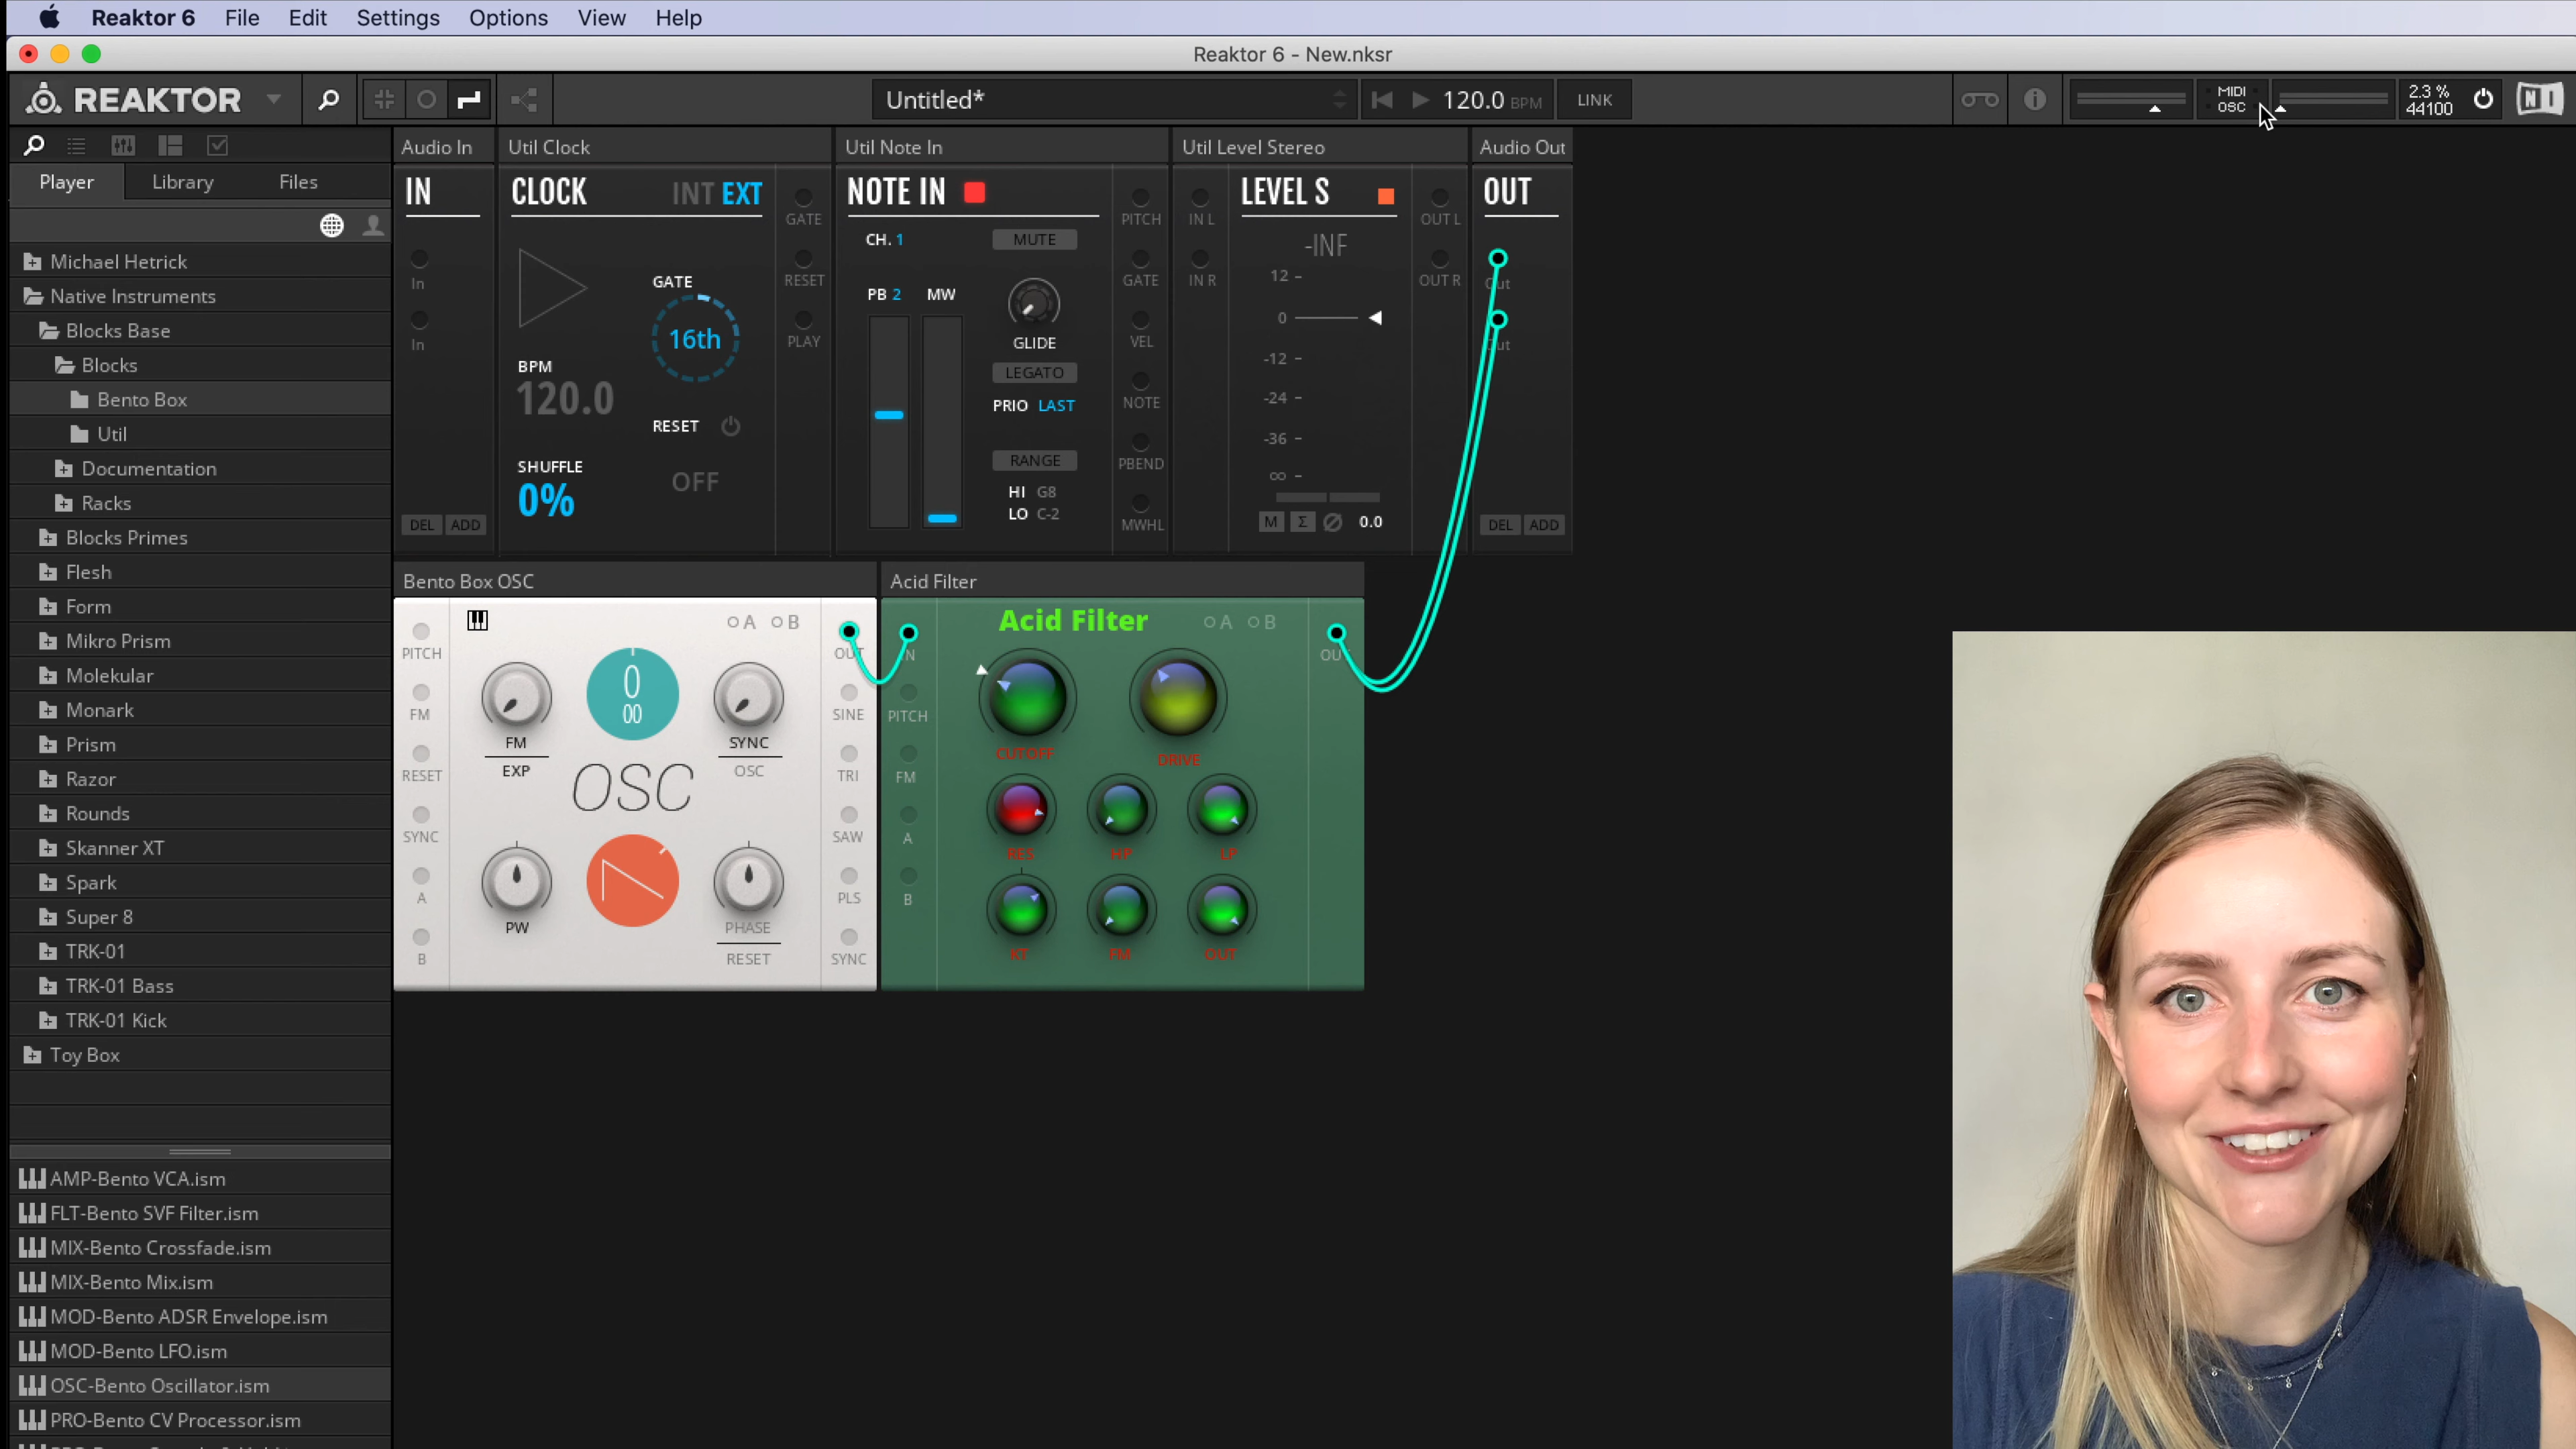 Reaktor 6 File Edit Settings Options View Help
Reaktor 6 - New.nksr
REAKTOR Untitled* 120.0 BPM LINK MIDI OSC 2.3 % 44100 NI
Player Library Files
Michael Hetrick
Native Instruments
Blocks Base
Blocks
Bento Box
Util
Documentation
Racks
Blocks Primes
Flesh
Form
Mikro Prism
Molekular
Monark
Prism
Razor
Rounds
Skanner XT
Spark
Super 8
TRK-01
TRK-01 Bass
TRK-01 Kick
Toy Box
AMP-Bento VCA.ism
FLT-Bento SVF Filter.ism
MIX-Bento Crossfade.ism
MIX-Bento Mix.ism
MOD-Bento ADSR Envelope.ism
MOD-Bento LFO.ism
OSC-Bento Oscillator.ism
PRO-Bento CV Processor.ism
Audio In
IN
In
In
DEL ADD
Util Clock
CLOCK INT EXT
GATE
16th
BPM
120.0
RESET
SHUFFLE
0%
OFF
GATE
RESET
PLAY
Util Note In
NOTE IN
CH. 1 MUTE
PB 2 MW
GLIDE
LEGATO
PRIO LAST
RANGE
HI G8
LO C-2
PITCH
GATE
VEL
NOTE
PBEND
MWHL
Util Level Stereo
IN L
IN R
LEVEL S
-INF
12 -
0
-12 -
-24 -
-36 -
∞ -
M Σ Ø 0.0
OUT L
OUT R
Audio Out
OUT
Out
Out
DEL ADD
Bento Box OSC
PITCH
FM
RESET
SYNC
A
B
A B
FM
EXP
0
00
SYNC
OSC
OSC
PW
PHASE
RESET
OUT
SINE
TRI
SAW
PLS
SYNC
Acid Filter
IN
PITCH
FM
A
B
Acid Filter A B
CUTOFF DRIVE
RES HP LP
KT FM OUT
OUT